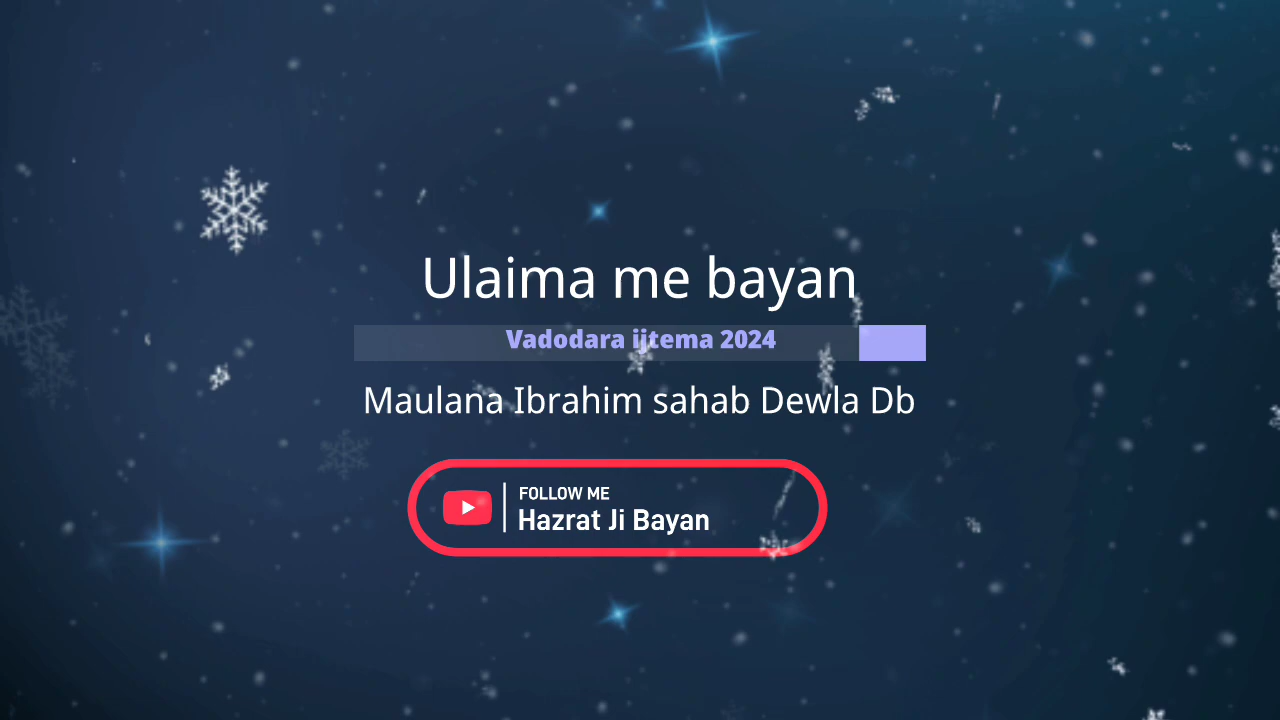 Ulaima me bayan
Vadodara ijtema 2024
Maulana Ibrahim sahab Dewla Db
FOLLOW ME
Hazrat Ji Bayan